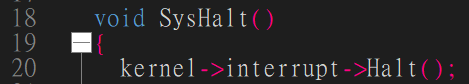 18 void SysHalt()
19 {
20 kernel->interrupt->Halt();